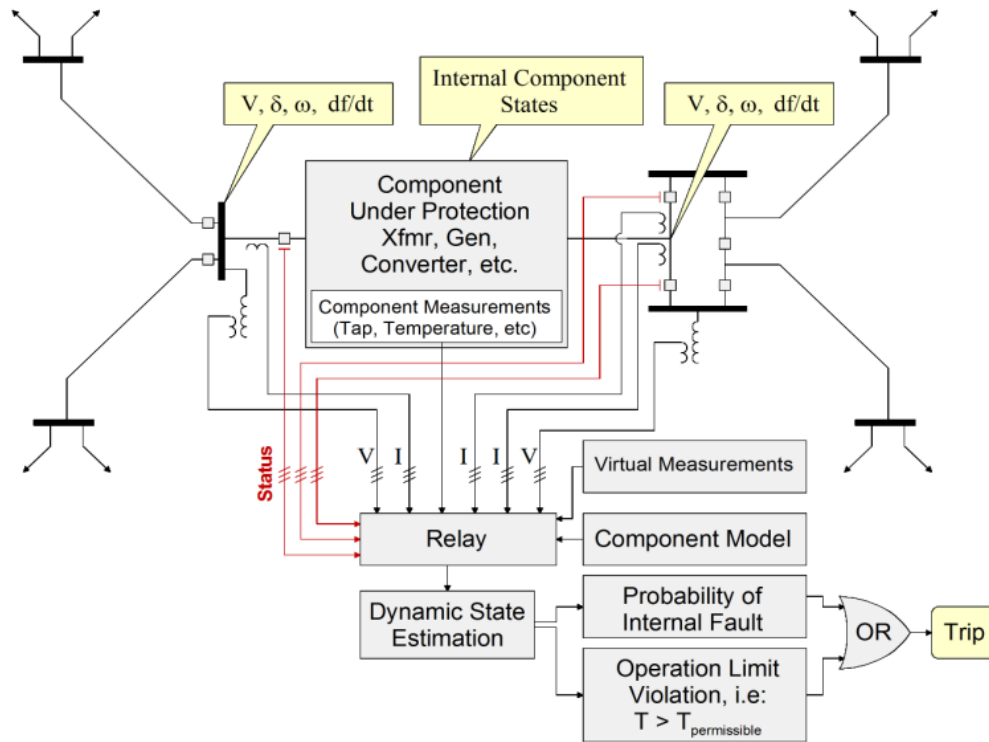 V, δ, ω, df/dt
Internal Component
States
V, δ, ω, df/dt
Component
Under Protection
Xfmr, Gen,
Converter, etc.
Component Measurements
(Tap, Temperature, etc)
Status
V
I
I
I
V
Virtual Measurements
Relay
Component Model
Dynamic State
Estimation
Probability of
Internal Fault
OR
Trip
Operation Limit
Violation, i.e:
T > Tpermissible